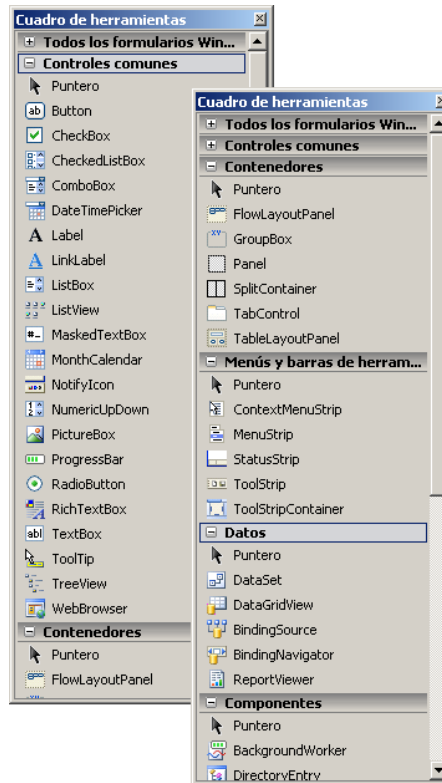 Cuadro de herramientas
Todos los formularios Win...
Controles comunes
Puntero
Button
CheckBox
CheckedListBox
ComboBox
DateTimePicker
Label
LinkLabel
ListBox
ListView
MaskedTextBox
MonthCalendar
NotifyIcon
NumericUpDown
PictureBox
ProgressBar
RadioButton
RichTextBox
TextBox
ToolTip
TreeView
WebBrowser
Contenedores
Puntero
FlowLayoutPanel
Cuadro de herramientas
Todos los formularios Win...
Controles comunes
Contenedores
Puntero
FlowLayoutPanel
GroupBox
Panel
SplitContainer
TabControl
TableLayoutPanel
Menús y barras de herram...
Puntero
ContextMenuStrip
MenuStrip
StatusStrip
ToolStrip
ToolStripContainer
Datos
Puntero
DataSet
DataGridView
BindingSource
BindingNavigator
ReportViewer
Componentes
Puntero
BackgroundWorker
DirectoryEntry